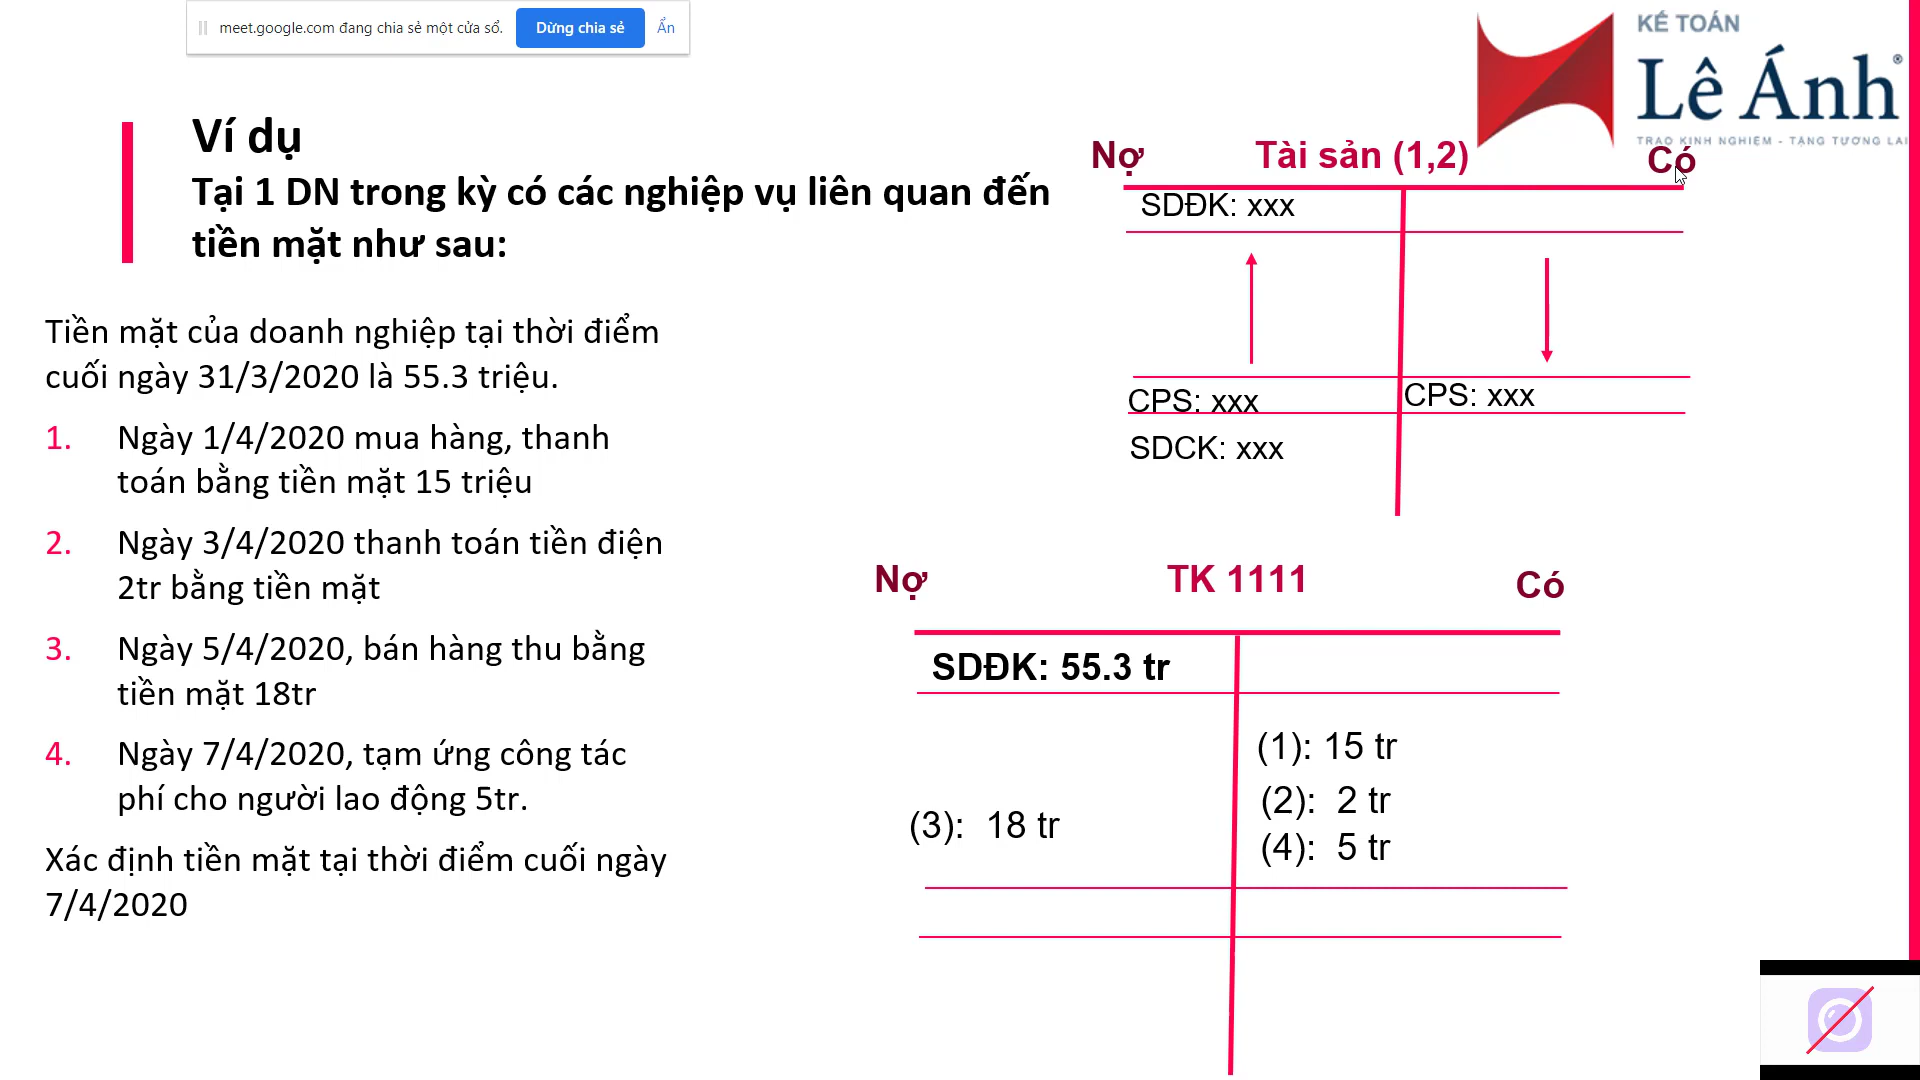 meet.google.com đang chia sẻ một cửa sổ.
Dừng chia sẻ
Ẩn
KẾ TOÁN
Lê Ánh®
TRAO KINH NGHIỆM - TẶNG TƯƠNG LAI
Ví dụ
Tại 1 DN trong kỳ có các nghiệp vụ liên quan đến
tiền mặt như sau:
Tiền mặt của doanh nghiệp tại thời điểm
cuối ngày 31/3/2020 là 55.3 triệu.
1. Ngày 1/4/2020 mua hàng, thanh
toán bằng tiền mặt 15 triệu
2. Ngày 3/4/2020 thanh toán tiền điện
2tr bằng tiền mặt
3. Ngày 5/4/2020, bán hàng thu bằng
tiền mặt 18tr
4. Ngày 7/4/2020, tạm ứng công tác
phí cho người lao động 5tr.
Xác định tiền mặt tại thời điểm cuối ngày
7/4/2020
Nợ Tài sản (1,2) Có
SDĐK: xxx
CPS: xxx CPS: xxx
SDCK: xxx
Nợ TK 1111 Có
SDĐK: 55.3 tr
(1): 15 tr
(2): 2 tr
(3): 18 tr
(4): 5 tr